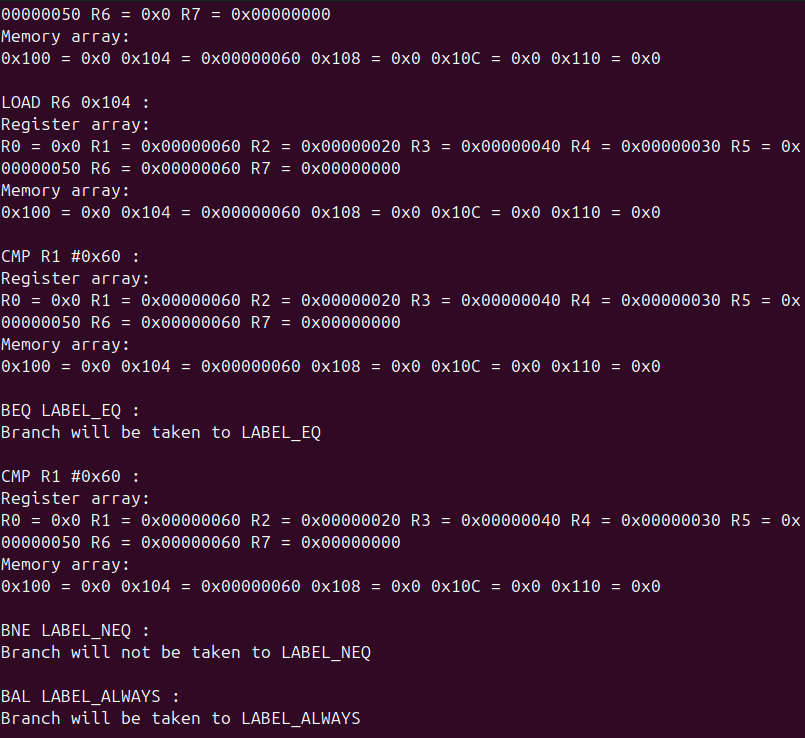 00000050 R6 = 0x0 R7 = 0x00000000
Memory array:
0x100 = 0x0 0x104 = 0x00000060 0x108 = 0x0 0x10C = 0x0 0x110 = 0x0
LOAD R6 0x104 :
Register array:
R0 = 0x0 R1 = 0x00000060 R2 = 0x00000020 R3 = 0x00000040 R4 = 0x00000030 R5 = 0x
00000050 R6 = 0x00000060 R7 = 0x00000000
Memory array:
0x100 = 0x0 0x104 = 0x00000060 0x108 = 0x0 0x10C = 0x0 0x110 = 0x0
CMP R1 #0x60 :
Register array:
R0 = 0x0 R1 = 0x00000060 R2 = 0x00000020 R3 = 0x00000040 R4 = 0x00000030 R5 = 0x
00000050 R6 = 0x00000060 R7 = 0x00000000
Memory array:
0x100 = 0x0 0x104 = 0x00000060 0x108 = 0x0 0x10C = 0x0 0x110 = 0x0
BEQ LABEL_EQ :
Branch will be taken to LABEL_EQ
CMP R1 #0x60 :
Register array:
R0 = 0x0 R1 = 0x00000060 R2 = 0x00000020 R3 = 0x00000040 R4 = 0x00000030 R5 = 0x
00000050 R6 = 0x00000060 R7 = 0x00000000
Memory array:
0x100 = 0x0 0x104 = 0x00000060 0x108 = 0x0 0x10C = 0x0 0x110 = 0x0
BNE LABEL_NEQ :
Branch will not be taken to LABEL_NEQ
BAL LABEL_ALWAYS :
Branch will be taken to LABEL_ALWAYS